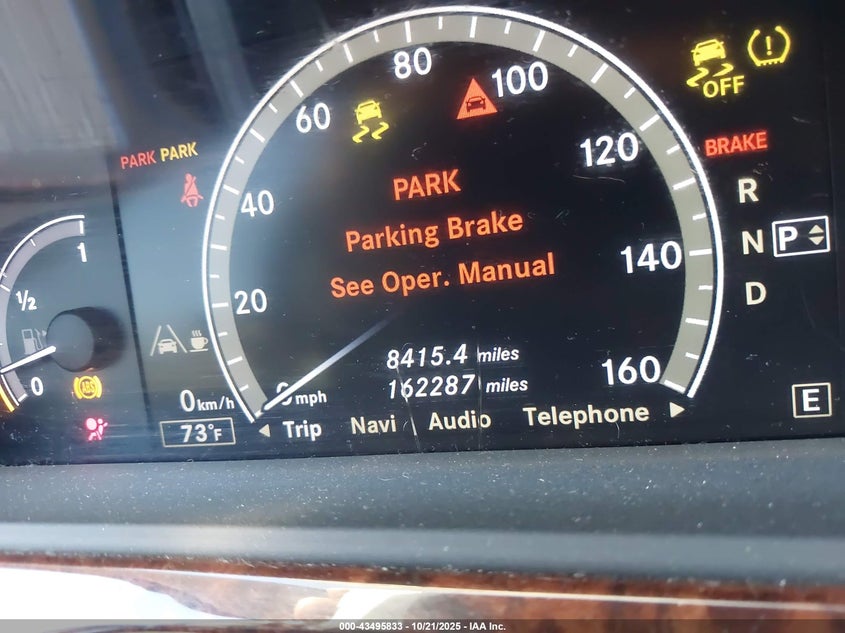 80
100
60
OFF
PARK PARK
120
BRAKE
PARK
R
40
Parking Brake
1
N P
140
See Oper. Manual
1/2
20
D
8415.4 miles
160
162287 miles
0
ABS
0 km/h
0 mph
E
73°F
Trip Navi Audio Telephone
000-43495833 - 10/21/2025 - IAA Inc.